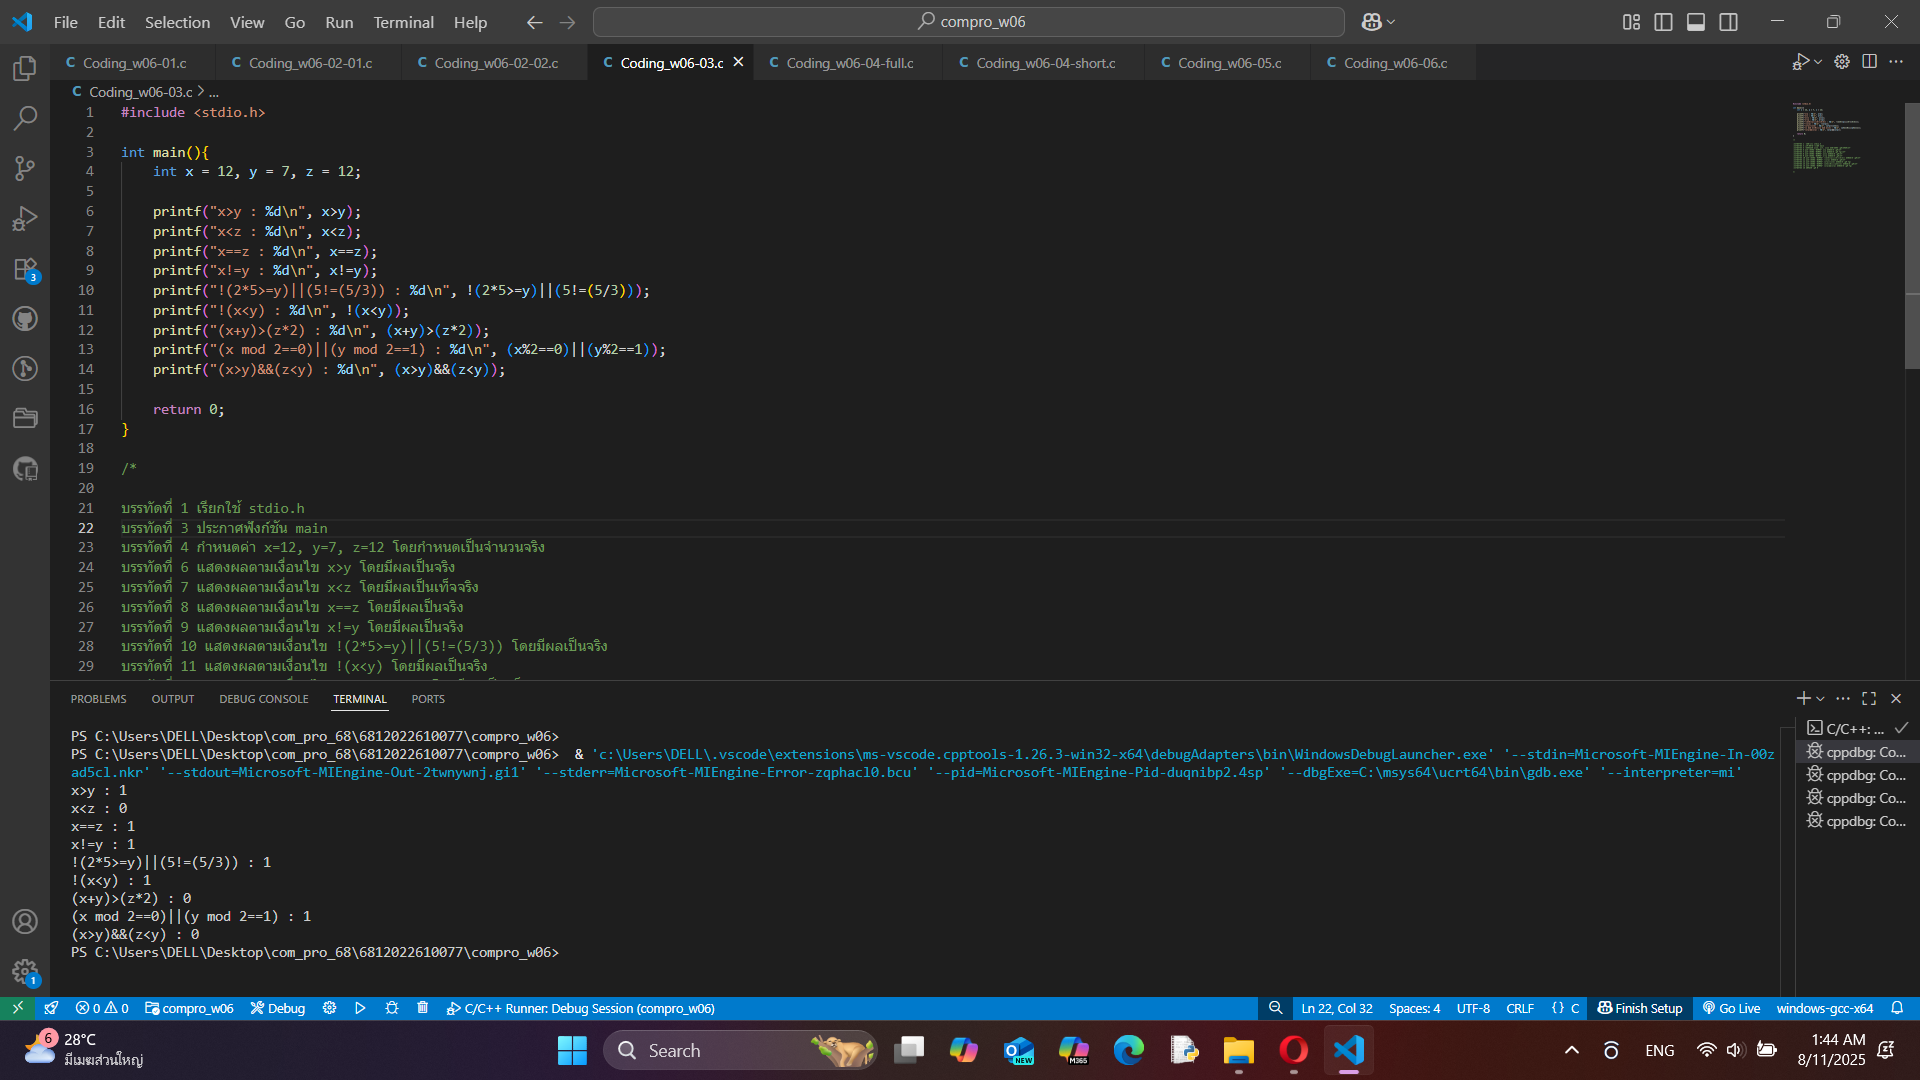 File Edit Selection View Go Run Terminal Help
compro_w06
Coding_w06-01.c Coding_w06-02-01.c Coding_w06-02-02.c Coding_w06-03.c Coding_w06-04-full.c Coding_w06-04-short.c Coding_w06-05.c Coding_w06-06.c
Coding_w06-03.c > ...
1 #include <stdio.h>
2
3 int main(){
4 int x = 12, y = 7, z = 12;
5
6 printf("x>y : %d\n", x>y);
7 printf("x<z : %d\n", x<z);
8 printf("x==z : %d\n", x==z);
9 printf("x!=y : %d\n", x!=y);
10 printf("!(2*5>=y)||(5!=(5/3)) : %d\n", !(2*5>=y)||(5!=(5/3)));
11 printf("!(x<y) : %d\n", !(x<y));
12 printf("(x+y)>(z*2) : %d\n", (x+y)>(z*2));
13 printf("(x mod 2==0)||(y mod 2==1) : %d\n", (x%2==0)||(y%2==1));
14 printf("(x>y)&&(z<y) : %d\n", (x>y)&&(z<y));
15
16 return 0;
17 }
18
19 /*
20
21 บรรทัดที่ 1 เรียกใช้ stdio.h
22 บรรทัดที่ 3 ประกาศฟังก์ชัน main
23 บรรทัดที่ 4 กำหนดค่า x=12, y=7, z=12 โดยกำหนดเป็นจำนวนจริง
24 บรรทัดที่ 6 แสดงผลตามเงื่อนไข x>y โดยมีผลเป็นจริง
25 บรรทัดที่ 7 แสดงผลตามเงื่อนไข x<z โดยมีผลเป็นเท็จจริง
26 บรรทัดที่ 8 แสดงผลตามเงื่อนไข x==z โดยมีผลเป็นจริง
27 บรรทัดที่ 9 แสดงผลตามเงื่อนไข x!=y โดยมีผลเป็นจริง
28 บรรทัดที่ 10 แสดงผลตามเงื่อนไข !(2*5>=y)||(5!=(5/3)) โดยมีผลเป็นจริง
29 บรรทัดที่ 11 แสดงผลตามเงื่อนไข !(x<y) โดยมีผลเป็นจริง
PROBLEMS OUTPUT DEBUG CONSOLE TERMINAL PORTS
PS C:\Users\DELL\Desktop\com_pro_68\6812022610077\compro_w06>
PS C:\Users\DELL\Desktop\com_pro_68\6812022610077\compro_w06> & 'c:\Users\DELL\.vscode\extensions\ms-vscode.cpptools-1.26.3-win32-x64\debugAdapters\bin\WindowsDebugLauncher.exe' '--stdin=Microsoft-MIEngine-In-00z
ad5cl.nkr' '--stdout=Microsoft-MIEngine-Out-2twnywnj.gi1' '--stderr=Microsoft-MIEngine-Error-zqphacl0.bcu' '--pid=Microsoft-MIEngine-Pid-duqnibp2.4sp' '--dbgExe=C:\msys64\ucrt64\bin\gdb.exe' '--interpreter=mi'
x>y : 1
x<z : 0
x==z : 1
x!=y : 1
!(2*5>=y)||(5!=(5/3)) : 1
!(x<y) : 1
(x+y)>(z*2) : 0
(x mod 2==0)||(y mod 2==1) : 1
(x>y)&&(z<y) : 0
PS C:\Users\DELL\Desktop\com_pro_68\6812022610077\compro_w06>
C/C++: ...
cppdbg: Co...
cppdbg: Co...
cppdbg: Co...
cppdbg: Co...
3
1
0 0 compro_w06 Debug C/C++ Runner: Debug Session (compro_w06) Ln 22, Col 32 Spaces: 4 UTF-8 CRLF {} C Finish Setup Go Live windows-gcc-x64
6 28°C
มีเมฆส่วนใหญ่
Search
NEW
M365
ENG
1:44 AM
8/11/2025